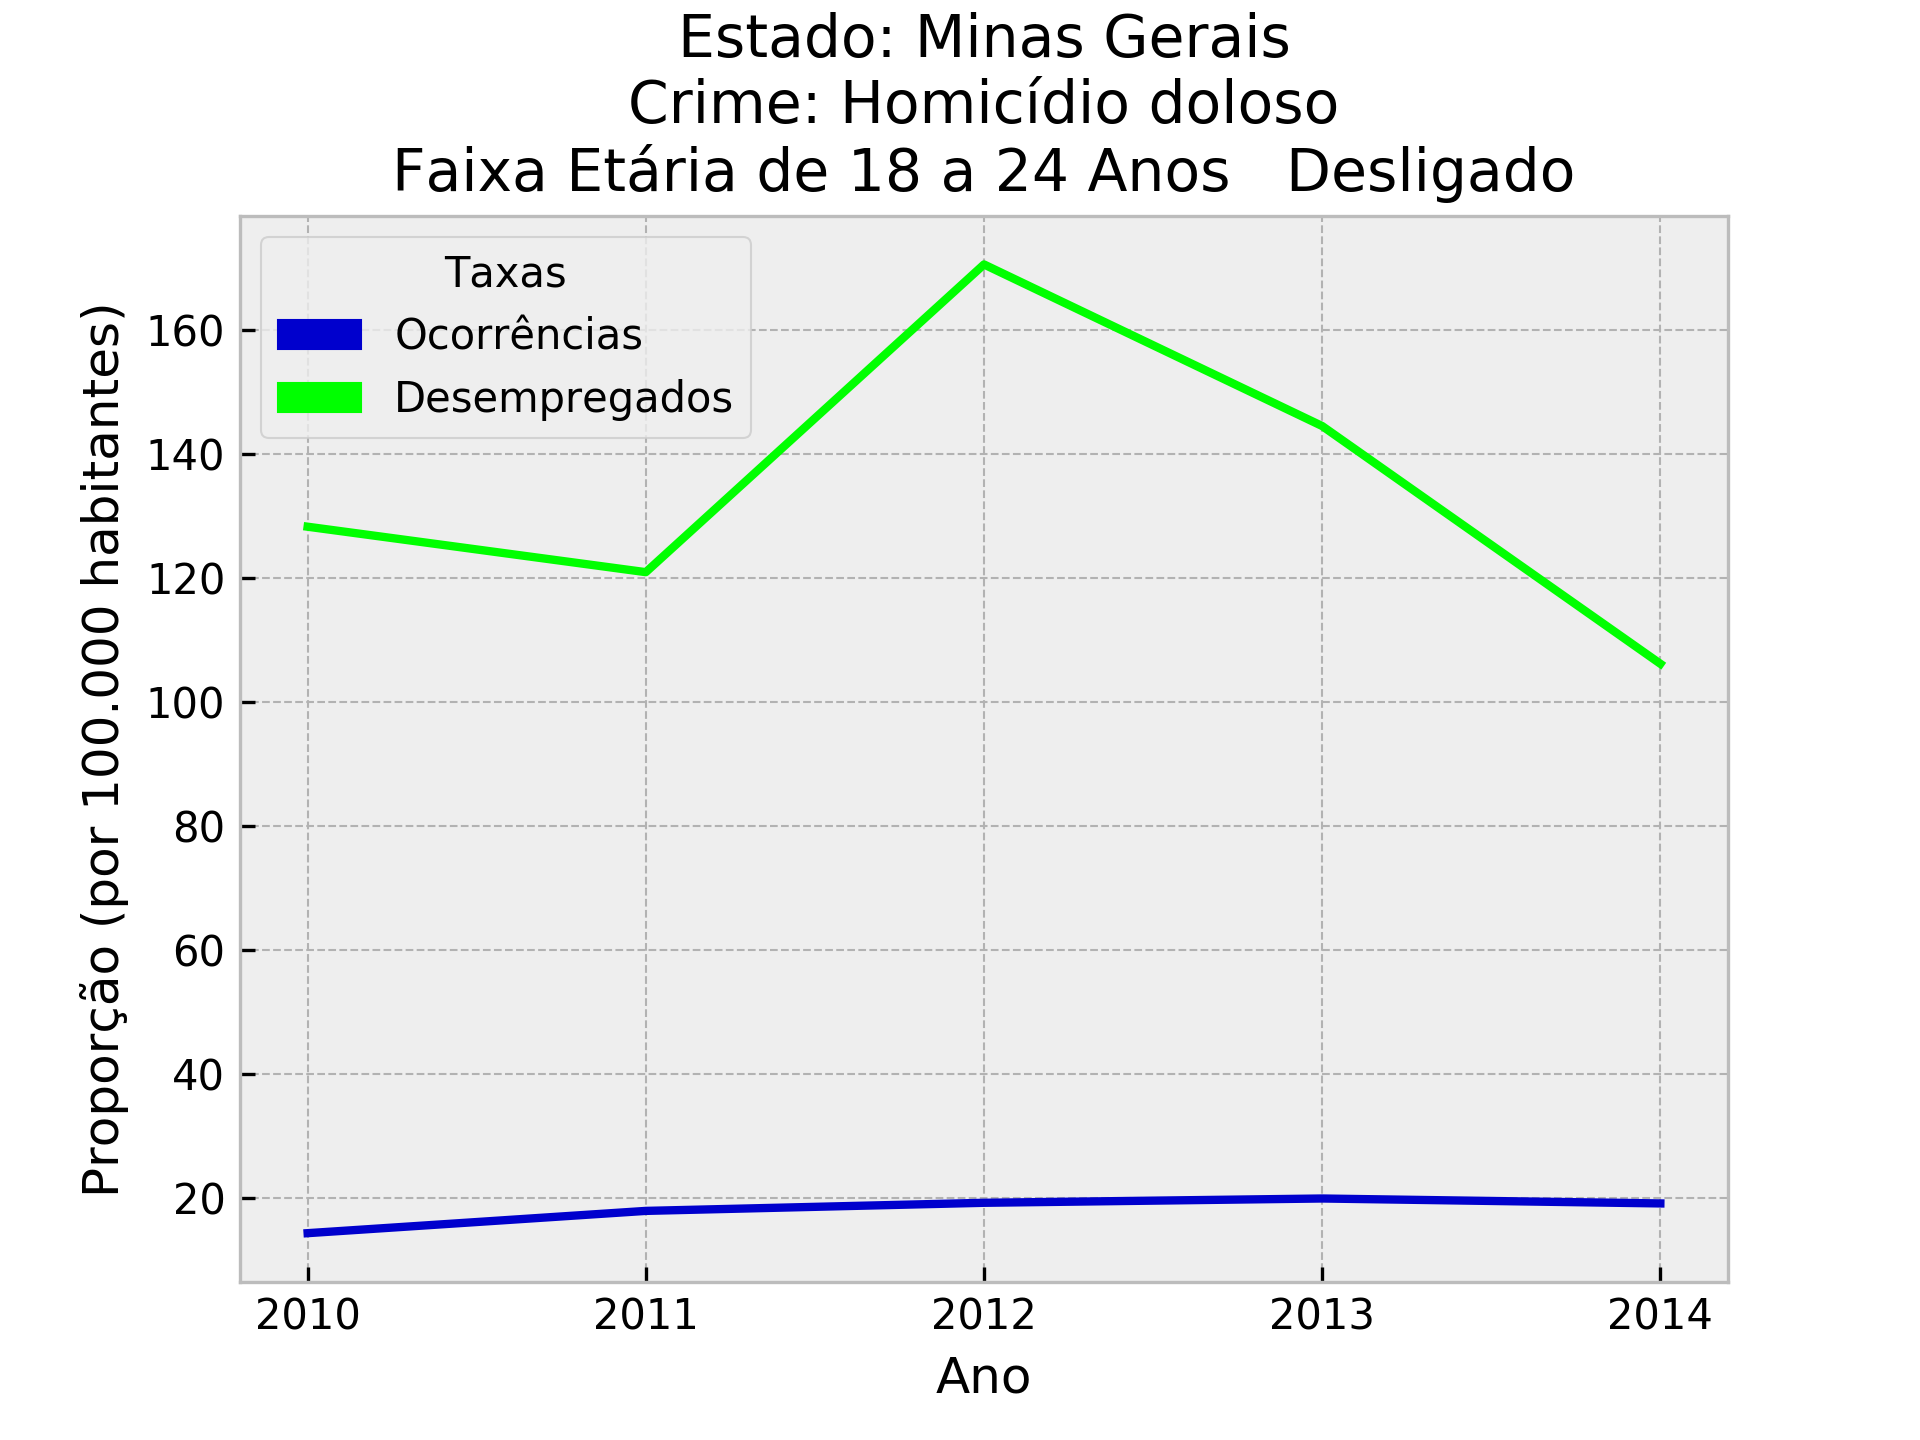 Estado: Minas Gerais
Crime: Homicídio doloso
Faixa Etária de 18 a 24 Anos   Desligado
Taxas
Ocorrências
Desempregados
Proporção (por 100.000 habitantes)
160
140
120
100
80
60
40
20
2010 2011 2012 2013 2014
Ano